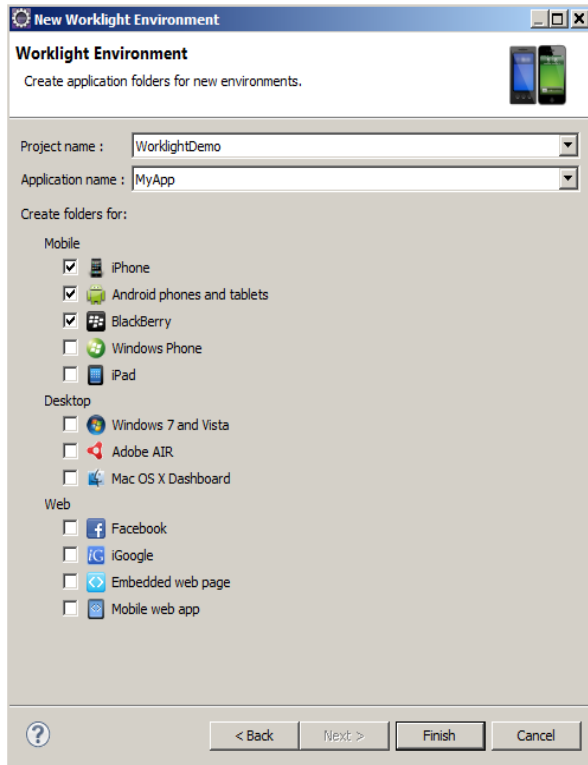 New Worklight Environment
Worklight Environment
Create application folders for new environments.
Project name : WorklightDemo
Application name : MyApp
Create folders for:
Mobile
iPhone
Android phones and tablets
BlackBerry
Windows Phone
iPad
Desktop
Windows 7 and Vista
Adobe AIR
Mac OS X Dashboard
Web
Facebook
iG iGoogle
Embedded web page
Mobile web app
? < Back Next > Finish Cancel